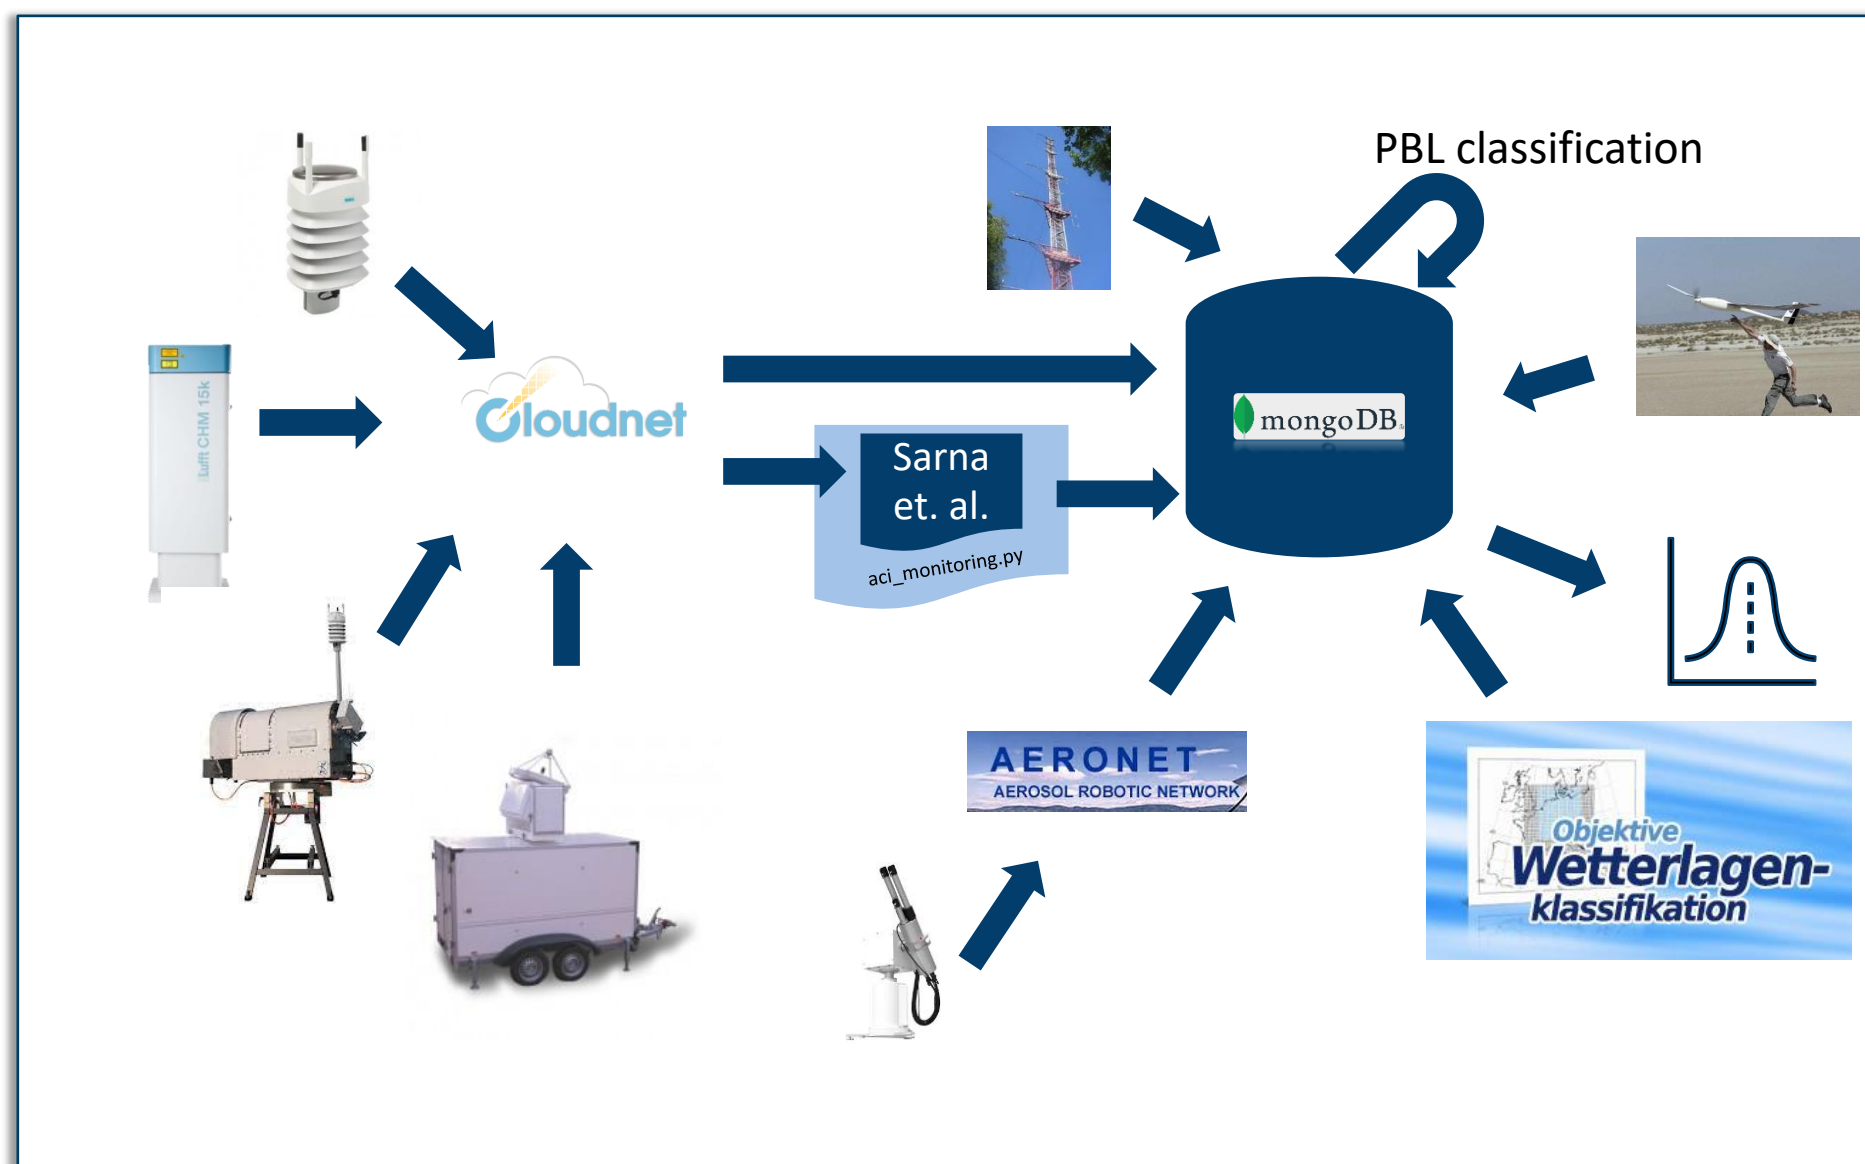 PBL classification
Lufft CHM 15k
Cloudnet
mongoDB
Sarna
et. al.
aci_monitoring.py
AERONET
AEROSOL ROBOTIC NETWORK
Objektive
Wetterlagen-
klassifikation